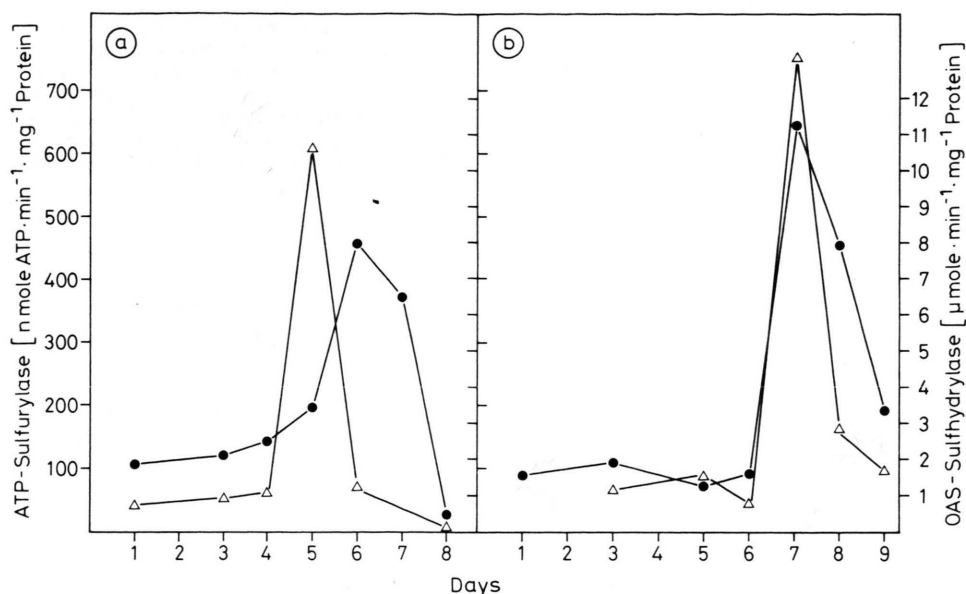 a
b
700
600
500
400
300
200
100
ATP-Sulfurylase [nmole ATP·min⁻¹·mg⁻¹ Protein]
12
11
10
9
8
7
6
5
4
3
2
1
OAS-Sulfhydrylase [µmole·min⁻¹·mg⁻¹ Protein]
1 2 3 4 5 6 7 8
1 2 3 4 5 6 7 8 9
Days